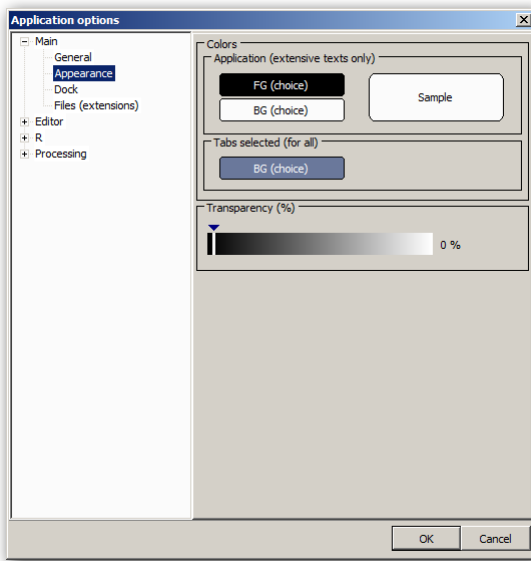 Application options
Main
General
Appearance
Dock
Files (extensions)
Editor
R
Processing
Colors
Application (extensive texts only)
FG (choice)
BG (choice)
Sample
Tabs selected (for all)
BG (choice)
Transparency (%)
0 %
OK
Cancel